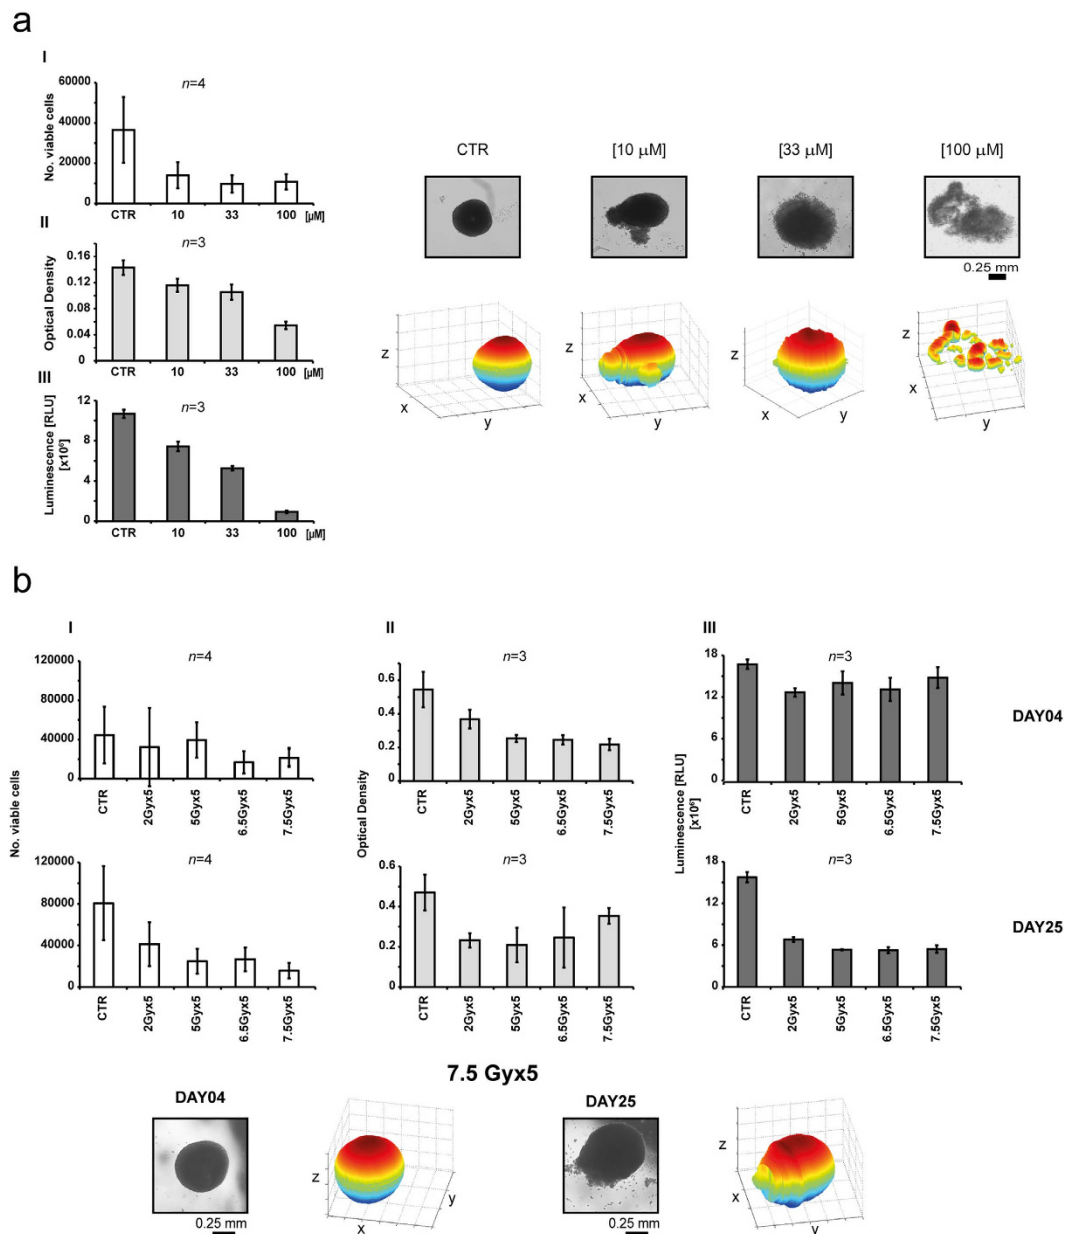 a
I
n=4
No. viable cells
60000
40000
20000
0
CTR 10 33 100 [µM]
II
n=3
Optical Density
0.16
0.12
0.08
0.04
0
CTR 10 33 100 [µM]
III
n=3
Luminescence [RLU]
[x10⁶]
12
8
4
0
CTR 10 33 100 [µM]
CTR [10 µM] [33 µM] [100 µM]
0.25 mm
z x y
z x y
z x y
z x y
b
I
n=4
120000
80000
40000
0
CTR 2Gyx5 5Gyx5 6.5Gyx5 7.5Gyx5
No. viable cells
n=4
120000
80000
40000
0
CTR 2Gyx5 5Gyx5 6.5Gyx5 7.5Gyx5
II
n=3
0.6
0.4
0.2
0
CTR 2Gyx5 5Gyx5 6.5Gyx5 7.5Gyx5
Optical Density
n=3
0.6
0.4
0.2
0
CTR 2Gyx5 5Gyx5 6.5Gyx5 7.5Gyx5
III
n=3
18
12
6
0
CTR 2Gyx5 5Gyx5 6.5Gyx5 7.5Gyx5
DAY04
Luminescence [RLU]
[x10⁶]
n=3
18
12
6
0
CTR 2Gyx5 5Gyx5 6.5Gyx5 7.5Gyx5
DAY25
7.5 Gyx5
DAY04
0.25 mm
z x y
DAY25
0.25 mm
z x y